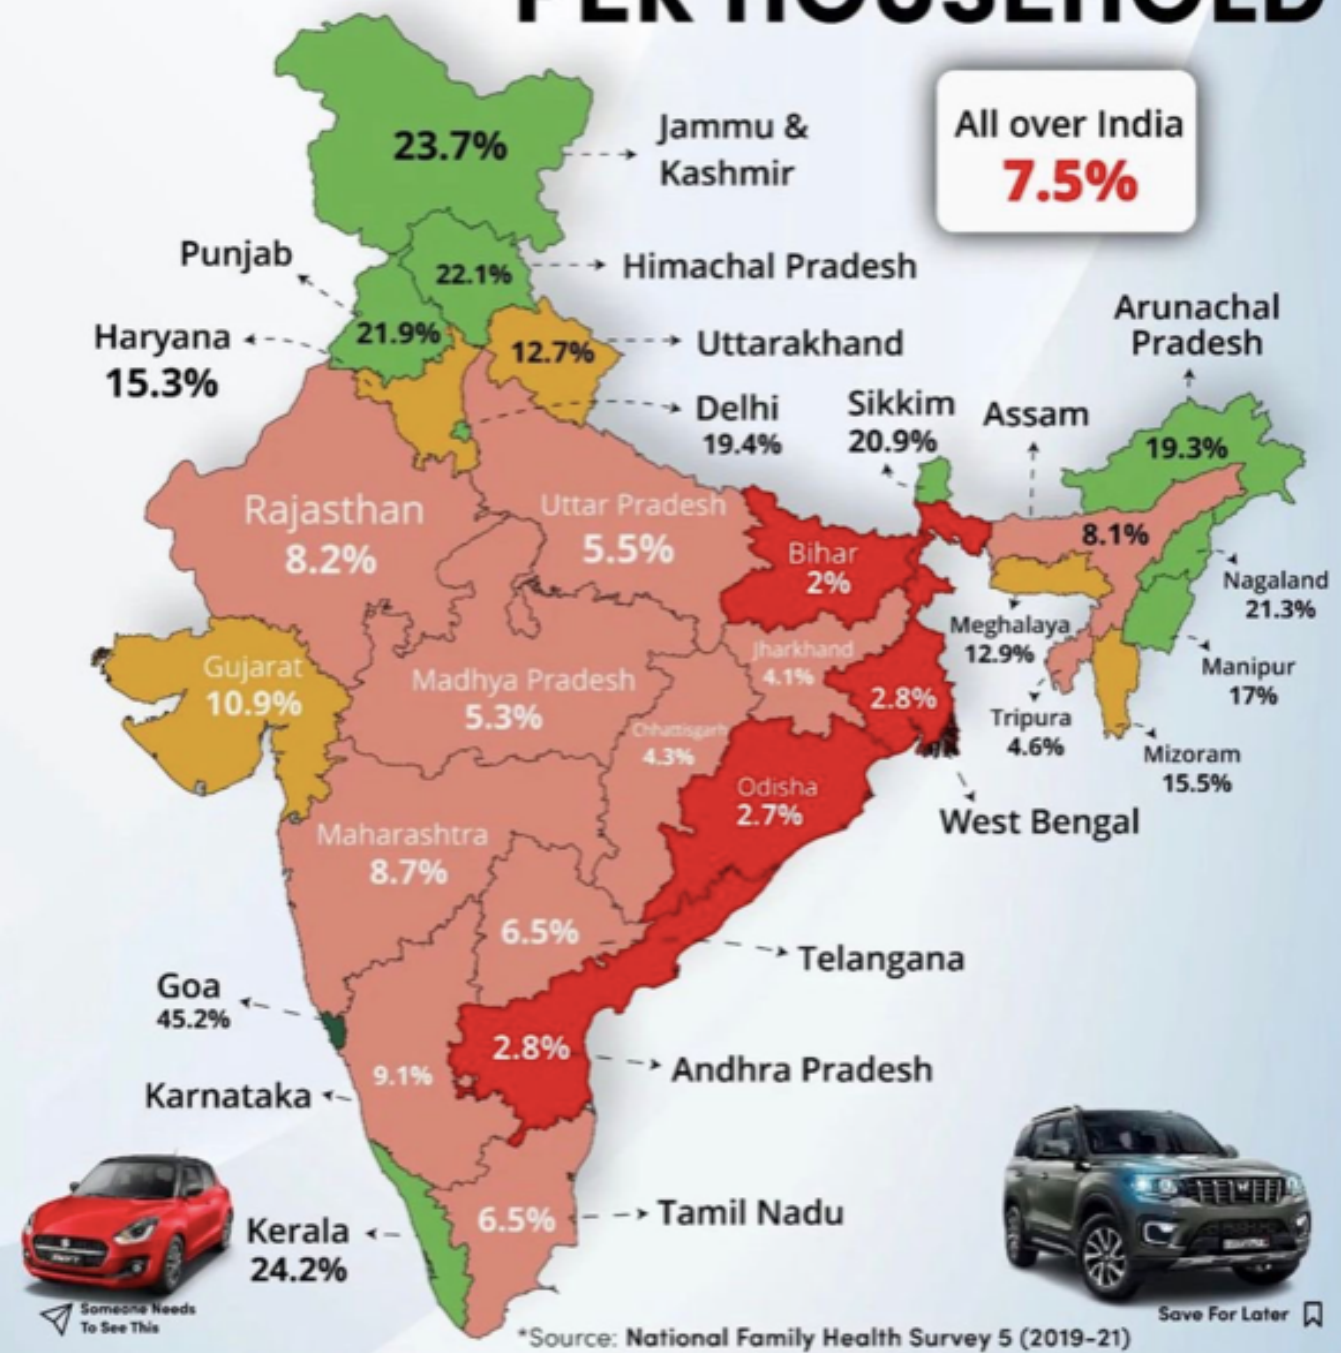 PER HOUSEHOLD
All over India
7.5%
23.7%
Jammu &
Kashmir
Punjab
22.1%
Himachal Pradesh
21.9%
Haryana
15.3%
12.7%
Uttarakhand
Delhi
19.4%
Sikkim
20.9%
Assam
Arunachal
Pradesh
19.3%
Rajasthan
8.2%
Uttar Pradesh
5.5%
Bihar
2%
8.1%
Nagaland
21.3%
Meghalaya
12.9%
Manipur
17%
Gujarat
10.9%
Madhya Pradesh
5.3%
Jharkhand
4.1%
2.8%
Tripura
4.6%
Mizoram
15.5%
Chhattisgarh
4.3%
Odisha
2.7%
West Bengal
Maharashtra
8.7%
6.5%
Telangana
Goa
45.2%
9.1%
2.8%
Andhra Pradesh
Karnataka
Kerala
24.2%
6.5%
Tamil Nadu
Someone Needs
To See This
Save For Later
*Source: National Family Health Survey 5 (2019-21)